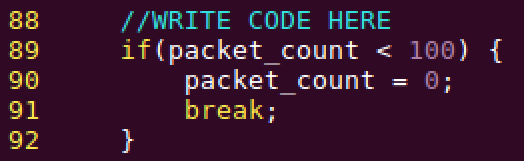 88 //WRITE CODE HERE
89 if(packet_count < 100) {
90 packet_count = 0;
91 break;
92 }